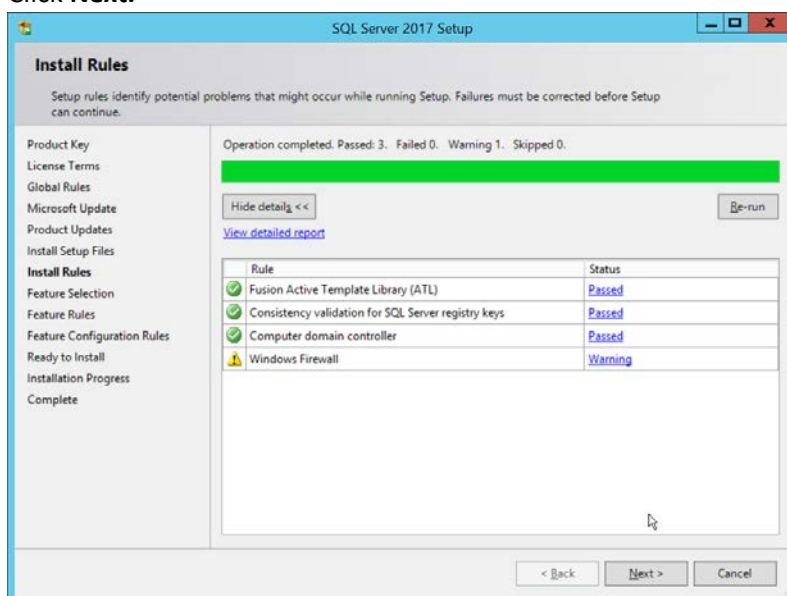 Click Next.
SQL Server 2017 Setup
Install Rules
Setup rules identify potential problems that might occur while running Setup. Failures must be corrected before Setup
can continue.
Product Key
License Terms
Global Rules
Microsoft Update
Product Updates
Install Setup Files
Install Rules
Feature Selection
Feature Rules
Feature Configuration Rules
Ready to Install
Installation Progress
Complete
Operation completed. Passed: 3. Failed 0. Warning 1. Skipped 0.
Hide details <<
Re-run
View detailed report
Rule Status
Fusion Active Template Library (ATL) Passed
Consistency validation for SQL Server registry keys Passed
Computer domain controller Passed
Windows Firewall Warning
< Back Next > Cancel